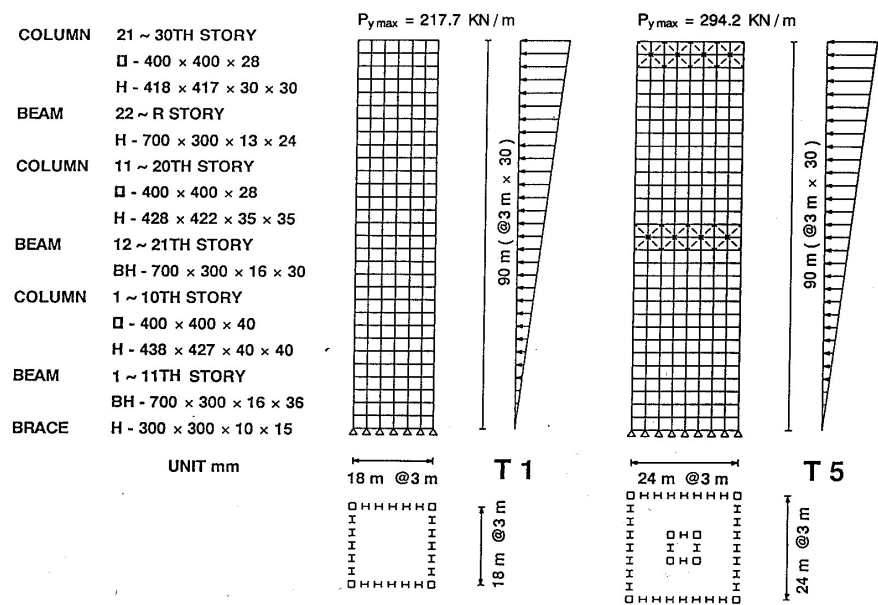 COLUMN 21 ~ 30TH STORY
◘ - 400 × 400 × 28
H - 418 × 417 × 30 × 30
BEAM 22 ~ R STORY
H - 700 × 300 × 13 × 24
COLUMN 11 ~ 20TH STORY
◘ - 400 × 400 × 28
H - 428 × 422 × 35 × 35
BEAM 12 ~ 21TH STORY
BH - 700 × 300 × 16 × 30
COLUMN 1 ~ 10TH STORY
◘ - 400 × 400 × 40
H - 438 × 427 × 40 × 40
BEAM 1 ~ 11TH STORY
BH - 700 × 300 × 16 × 36
BRACE H - 300 × 300 × 10 × 15
UNIT mm
Py max = 217.7 KN / m
90 m ( @3 m × 30 )
18 m @3 m
T 1
18 m @3 m
Py max = 294.2 KN / m
90 m ( @3 m × 30 )
24 m @3 m
T 5
24 m @3 m